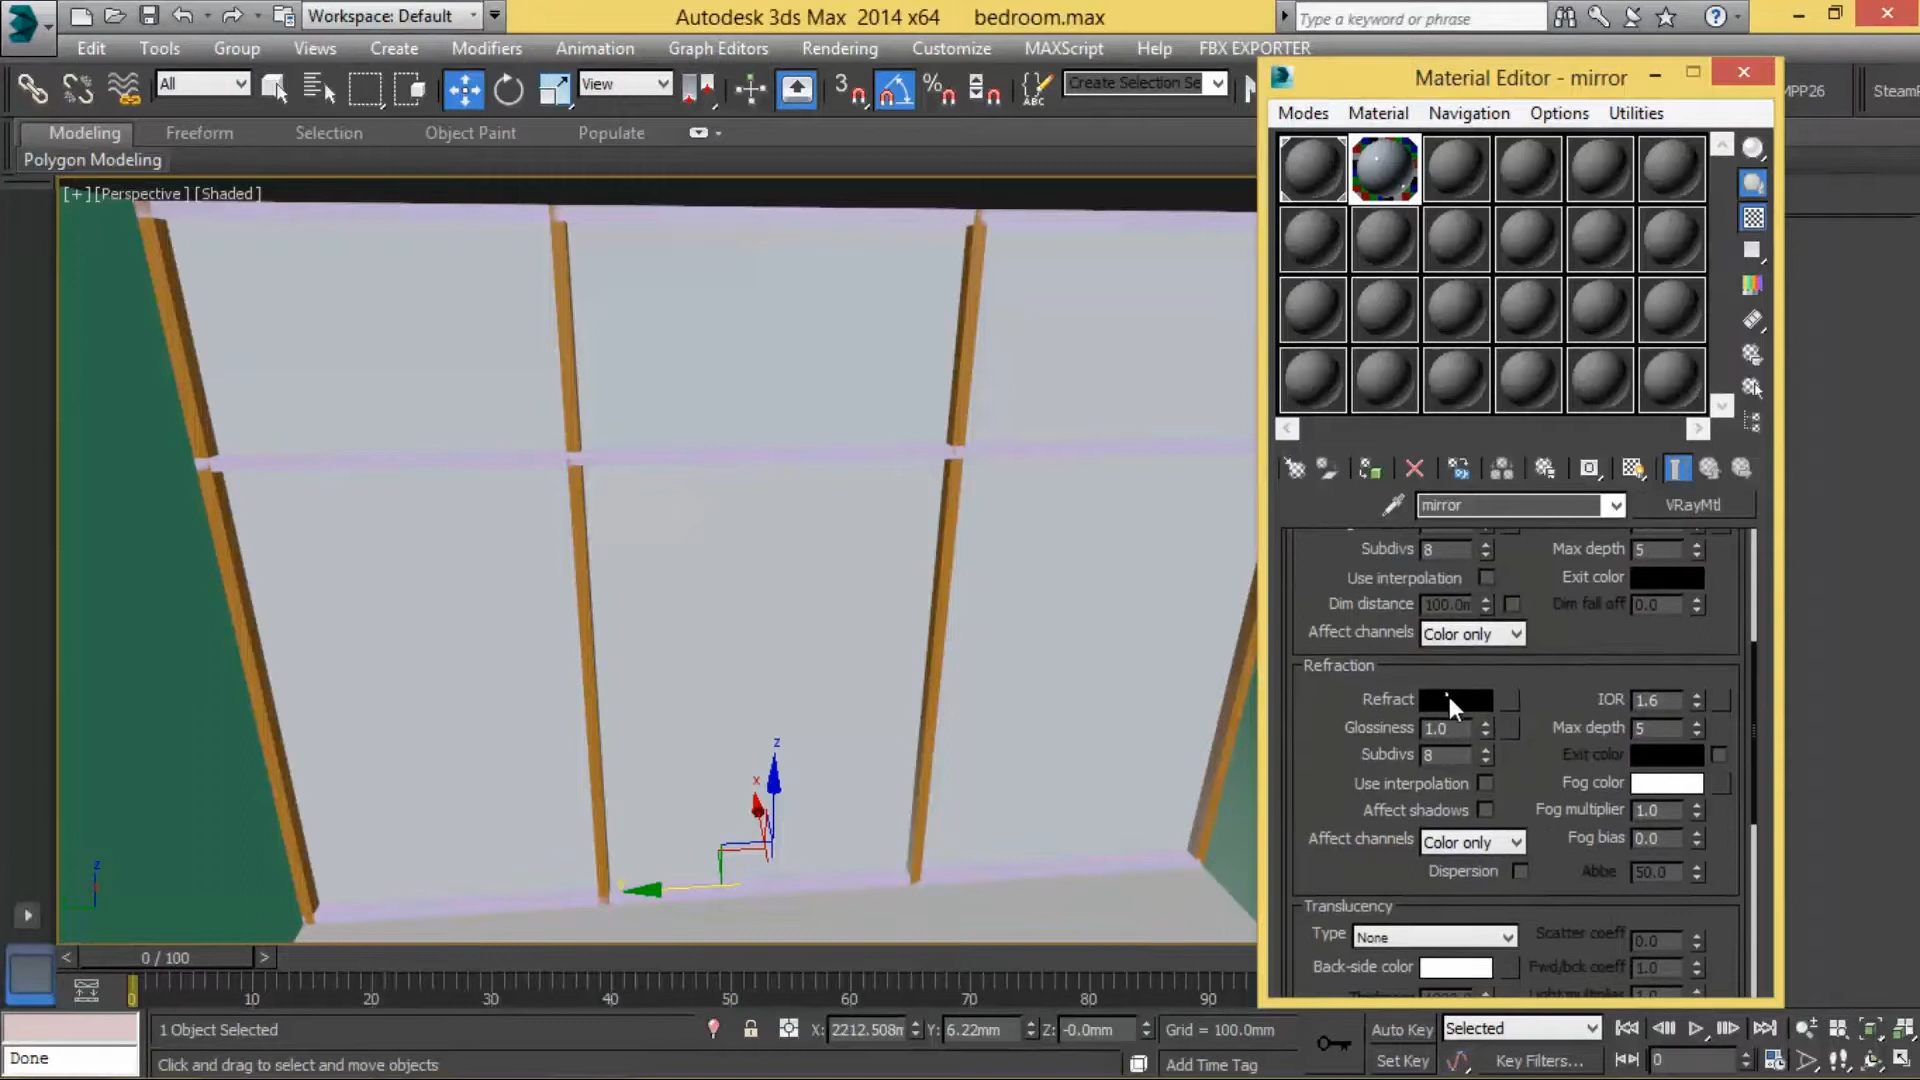 Workspace: Default
Autodesk 3ds Max 2014 x64 bedroom.max
Type a keyword or phrase
Edit Tools Group Views Create Modifiers Animation Graph Editors Rendering Customize MAXScript Help FBX EXPORTER
All View 3 Create Selection Se
ABC
MPP26 Steam
Modeling Freeform Selection Object Paint Populate
Polygon Modeling
[+][Perspective][Shaded]
z
x
z
Material Editor - mirror
Modes Material Navigation Options Utilities
mirror VRayMtl
Subdivs 8 Max depth 5
Use interpolation Exit color
Dim distance 100.0m Dim fall off 0.0
Affect channels Color only
Refraction
Refract IOR 1.6
Glossiness 1.0 Max depth 5
Subdivs 8 Exit color
Use interpolation Fog color
Affect shadows Fog multiplier 1.0
Affect channels Color only Fog bias 0.0
Dispersion Abbe 50.0
Translucency
Type None Scatter coeff 0.0
Back-side color Fwd/bck coeff 1.0
< 0 / 100 >
0 10 20 30 40 50 60 70 80 90
1 Object Selected X: 2212.508m Y: 6.22mm Z: -0.0mm Grid = 100.0mm Auto Key Selected
Done Click and drag to select and move objects Add Time Tag Set Key Key Filters... 0